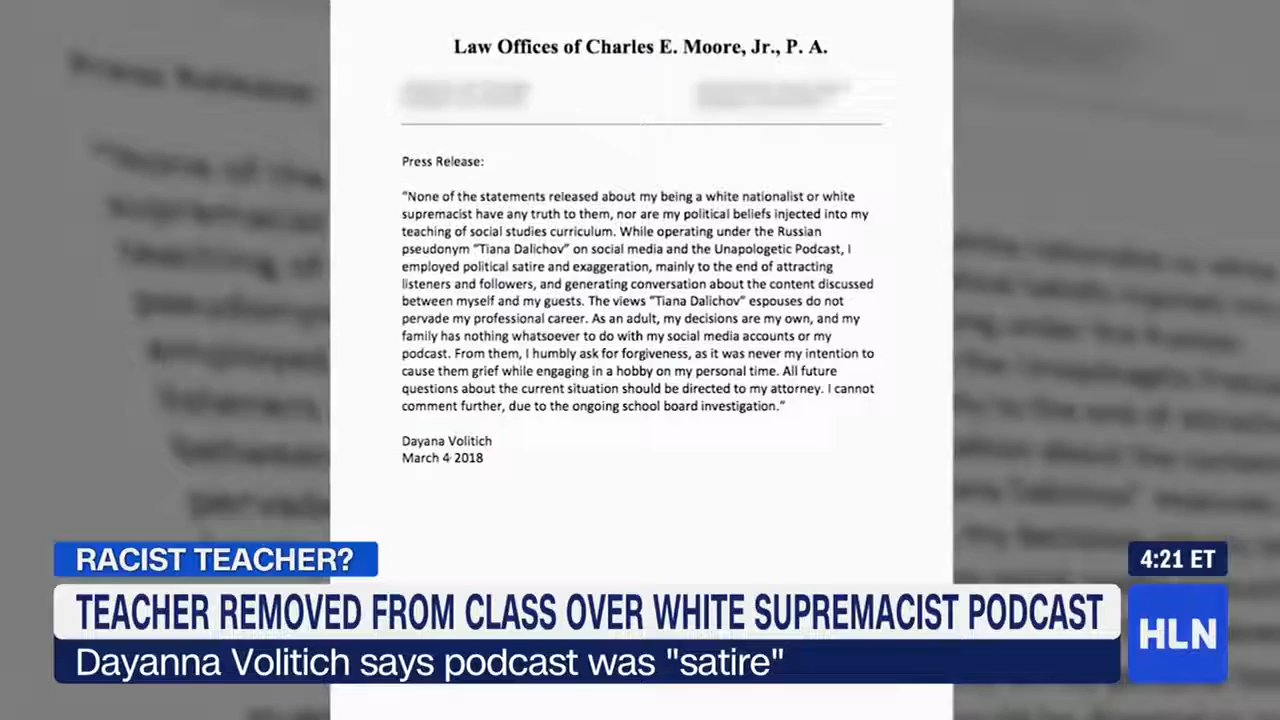 Law Offices of Charles E. Moore, Jr., P. A.
Press Release:
“None of the statements released about my being a white nationalist or white
supremacist have any truth to them, nor are my political beliefs injected into my
teaching of social studies curriculum. While operating under the Russian
pseudonym “Tiana Dalichov” on social media and the Unapologetic Podcast, I
employed political satire and exaggeration, mainly to the end of attracting
listeners and followers, and generating conversation about the content discussed
between myself and my guests. The views “Tiana Dalichov” espouses do not
pervade my professional career. As an adult, my decisions are my own, and my
family has nothing whatsoever to do with my social media accounts or my
podcast. From them, I humbly ask for forgiveness, as it was never my intention to
cause them grief while engaging in a hobby on my personal time. All future
questions about the current situation should be directed to my attorney. I cannot
comment further, due to the ongoing school board investigation.”
Dayana Volitich
March 4 2018
RACIST TEACHER?
4:21 ET
TEACHER REMOVED FROM CLASS OVER WHITE SUPREMACIST PODCAST
HLN
Dayanna Volitich says podcast was "satire"